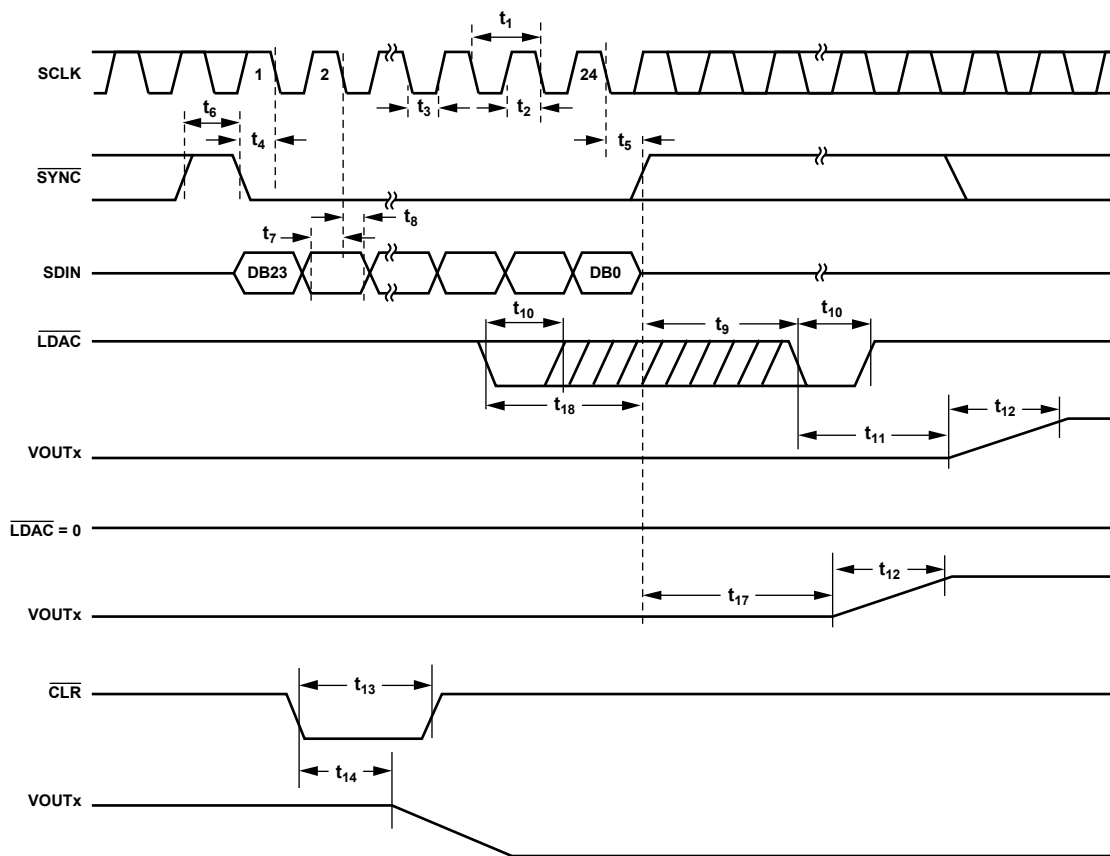 t1
SCLK
1
2
24
t3
t2
t6
t4
t5
SYNC
t8
t7
SDIN
DB23
DB0
t10
t9
t10
LDAC
t18
t12
t11
VOUTx
LDAC = 0
t12
t17
VOUTx
t13
CLR
t14
VOUTx